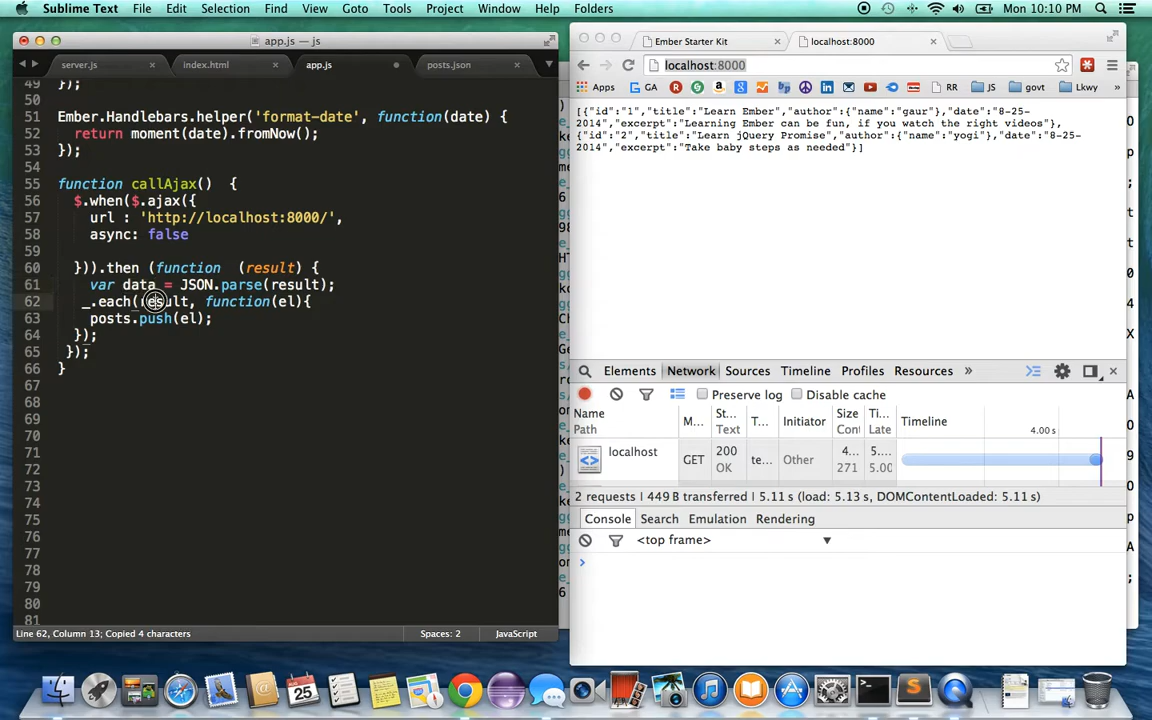 Sublime Text File Edit Selection Find View Goto Tools Project Window Help Folders Mon 10:10 PM
app.js — js
server.js × index.html × app.js posts.json ×
49 });
50
51 Ember.Handlebars.helper('format-date', function(date) {
52 return moment(date).fromNow();
53 });
54
55 function callAjax() {
56 $.when($.ajax({
57 url : 'http://localhost:8000/',
58 async: false
59
60 })).then (function (result) {
61 var data = JSON.parse(result);
62 _.each(result, function(el){
63 posts.push(el);
64 });
65 });
66 }
67
68
69
70
71
72
73
74
75
76
77
78
79
80
81
Line 62, Column 13; Copied 4 characters Spaces: 2 JavaScript
Ember Starter Kit × localhost:8000 ×
localhost:8000
Apps GA RR JS govt Lkwy »
[{"id":"1","title":"Learn Ember","author":{"name":"gaur"},"date":"8-25-
2014","excerpt":"Learning Ember can be fun, if you watch the right videos"},
{"id":"2","title":"Learn jQuery Promise","author":{"name":"yogi"},"date":"8-25-
2014","excerpt":"Take baby steps as needed"}]
Elements Network Sources Timeline Profiles Resources »
Preserve log Disable cache
Name Path M... St... Text T... Initiator Size Cont Ti... Late Timeline 4.00 s
localhost GET 200 OK te... Other 4... 271 5.... 5.00
2 requests | 449 B transferred | 5.11 s (load: 5.13 s, DOMContentLoaded: 5.11 s)
Console Search Emulation Rendering
<top frame> ▼
>